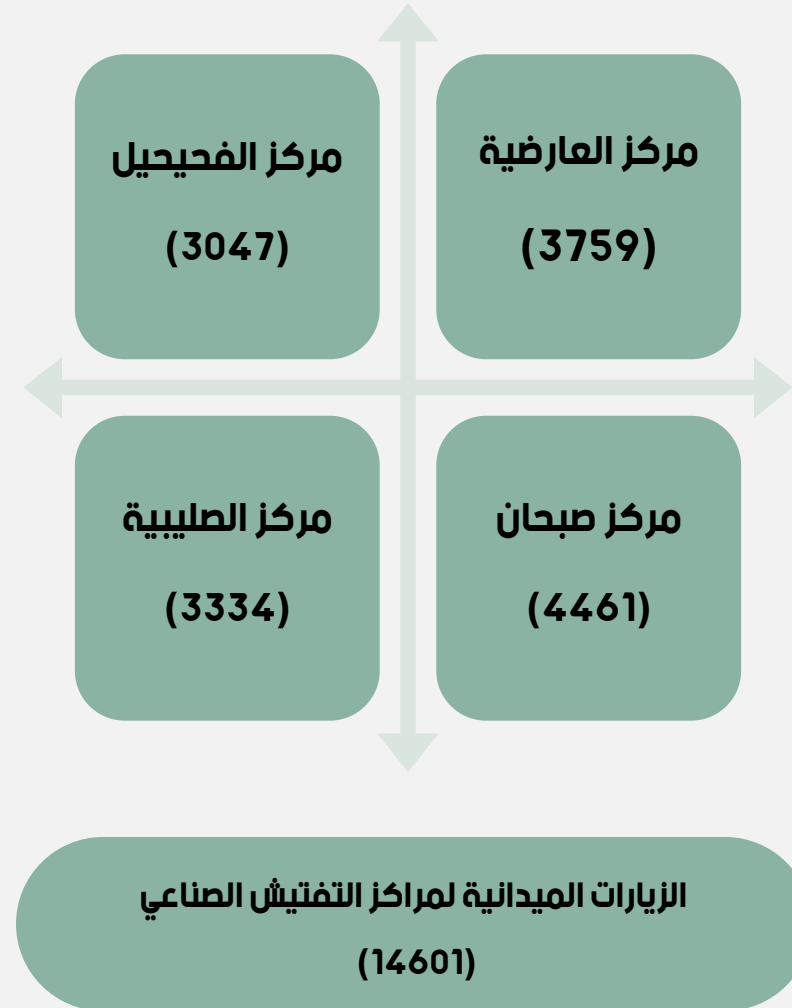 مركز العارضية
(3759)
مركز الفحيحيل
(3047)
مركز صبحان
(4461)
مركز الصليبية
(3334)
الزيارات الميدانية لمراكز التفتيش الصناعي
(14601)